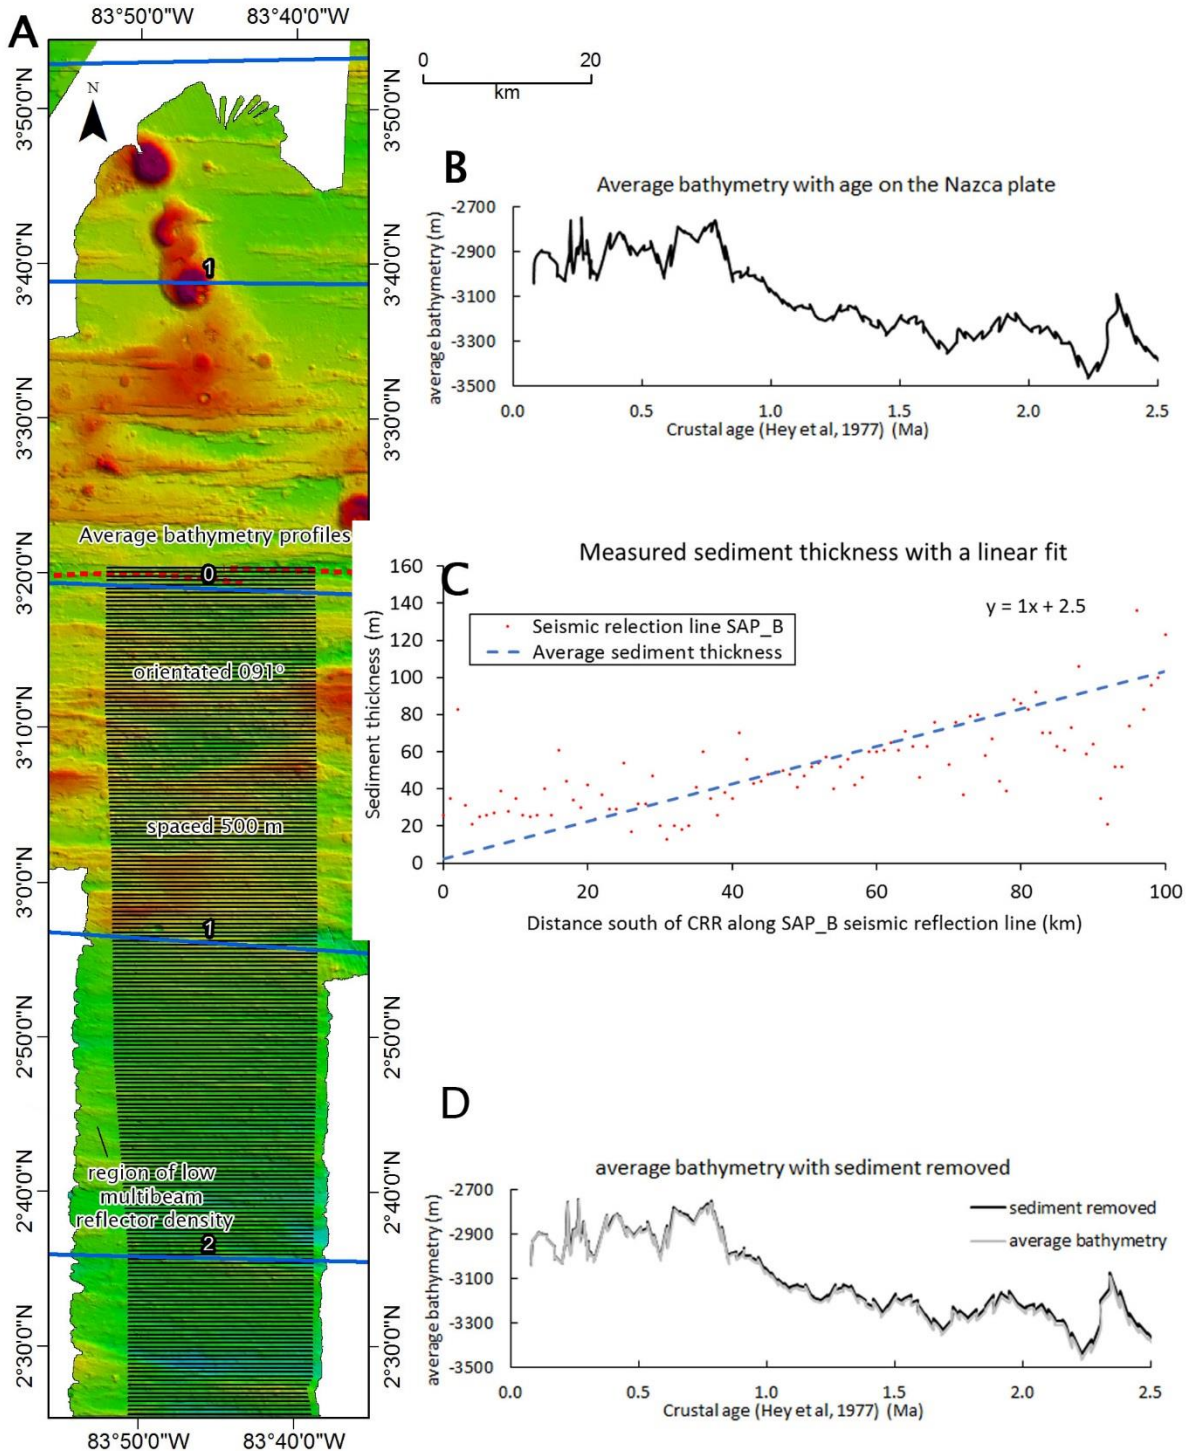 A
83°50'0"W 83°40'0"W
0 20
km
N
3°50'0"N 3°50'0"N
3°40'0"N 3°40'0"N
1
3°30'0"N 3°30'0"N
Average bathymetry profiles
3°20'0"N
0
orientated 091°
3°10'0"N
spaced 500 m
3°0'0"N
1
2°50'0"N 2°50'0"N
region of low
multibeam
reflector density
2°40'0"N 2°40'0"N
2
2°30'0"N 2°30'0"N
83°50'0"W 83°40'0"W
B
Average bathymetry with age on the Nazca plate
average bathymetry (m)
-2700
-2900
-3100
-3300
-3500
0.0 0.5 1.0 1.5 2.0 2.5
Crustal age (Hey et al, 1977) (Ma)
C
Measured sediment thickness with a linear fit
y = 1x + 2.5
Seismic relection line SAP_B
Average sediment thickness
Sediment thickness (m)
160
140
120
100
80
60
40
20
0
0 20 40 60 80 100
Distance south of CRR along SAP_B seismic reflection line (km)
D
average bathymetry with sediment removed
sediment removed
average bathymetry
average bathymetry (m)
-2700
-2900
-3100
-3300
-3500
0.0 0.5 1.0 1.5 2.0 2.5
Crustal age (Hey et al, 1977) (Ma)